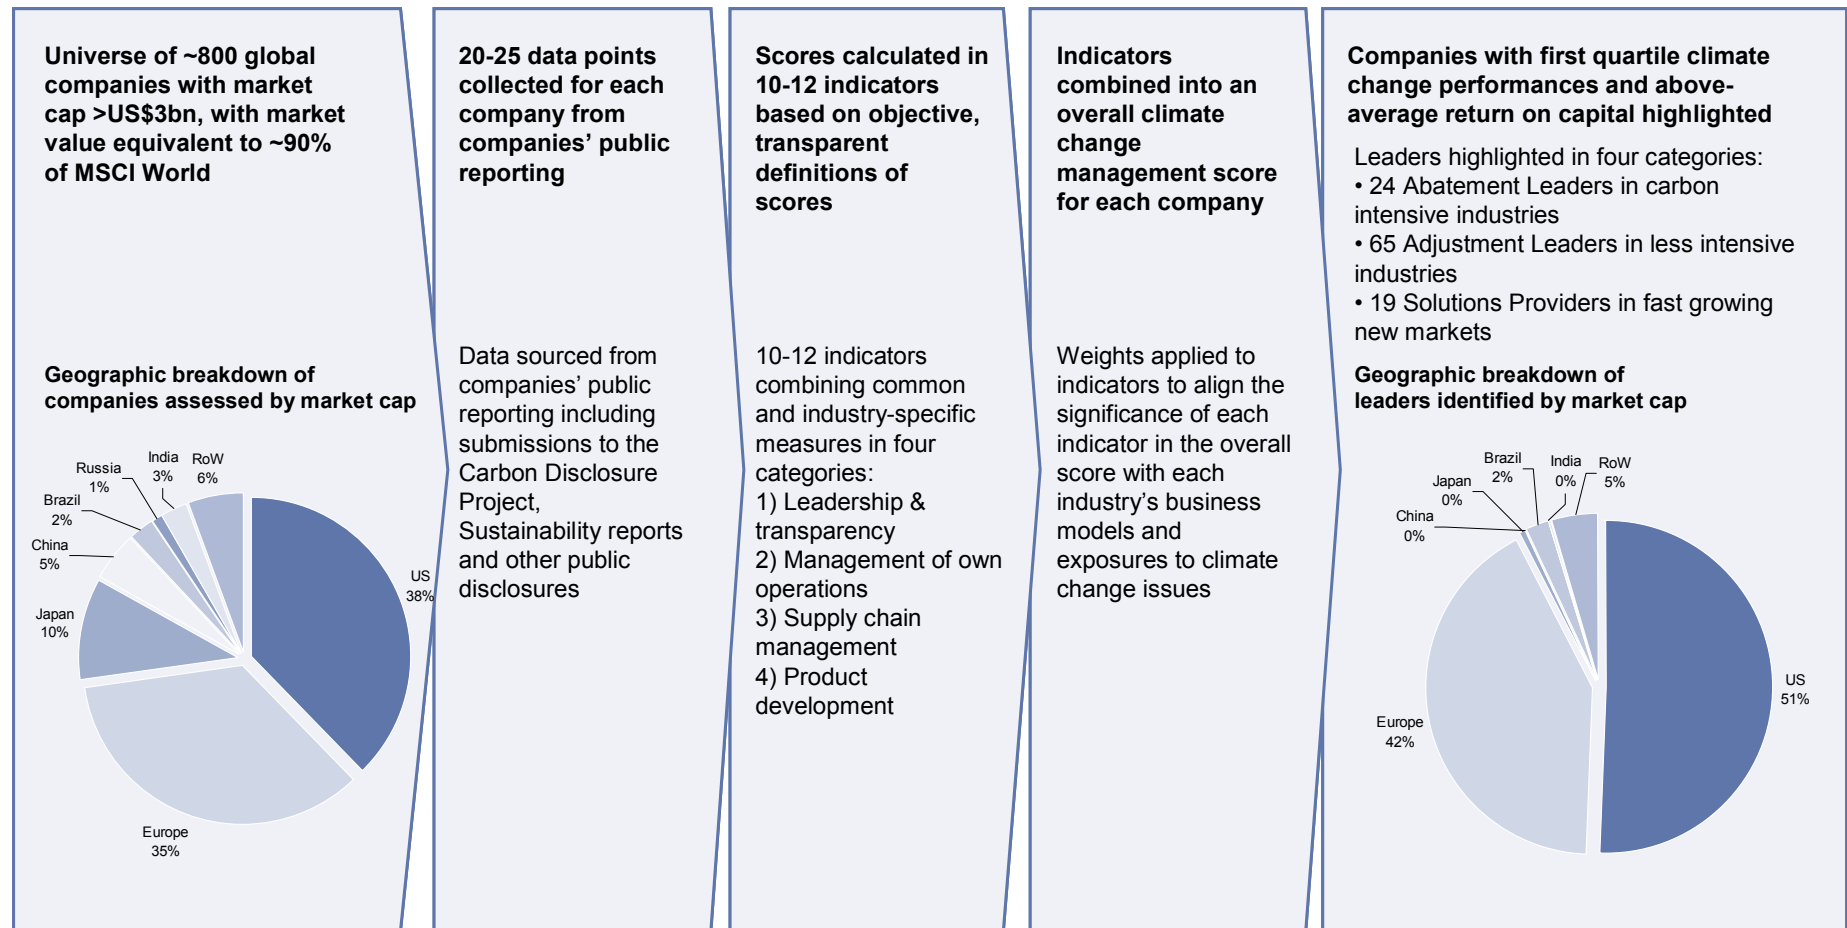 Universe of ~800 global
companies with market
cap >US$3bn, with market
value equivalent to ~90%
of MSCI World
Geographic breakdown of
companies assessed by market cap
India
3%
RoW
6%
Russia
1%
Brazil
2%
China
5%
Japan
10%
US
38%
Europe
35%
20-25 data points
collected for each
company from
companies’ public
reporting
Data sourced from
companies’ public
reporting including
submissions to the
Carbon Disclosure
Project,
Sustainability reports
and other public
disclosures
Scores calculated in
10-12 indicators
based on objective,
transparent
definitions of
scores
10-12 indicators
combining common
and industry-specific
measures in four
categories:
1) Leadership &
transparency
2) Management of own
operations
3) Supply chain
management
4) Product
development
Indicators
combined into an
overall climate
change
management score
for each company
Weights applied to
indicators to align the
significance of each
indicator in the overall
score with each
industry’s business
models and
exposures to climate
change issues
Companies with first quartile climate
change performances and above-
average return on capital highlighted
Leaders highlighted in four categories:
• 24 Abatement Leaders in carbon
intensive industries
• 65 Adjustment Leaders in less intensive
industries
• 19 Solutions Providers in fast growing
new markets
Geographic breakdown of
leaders identified by market cap
Brazil
2%
India
0%
RoW
5%
Japan
0%
China
0%
US
51%
Europe
42%